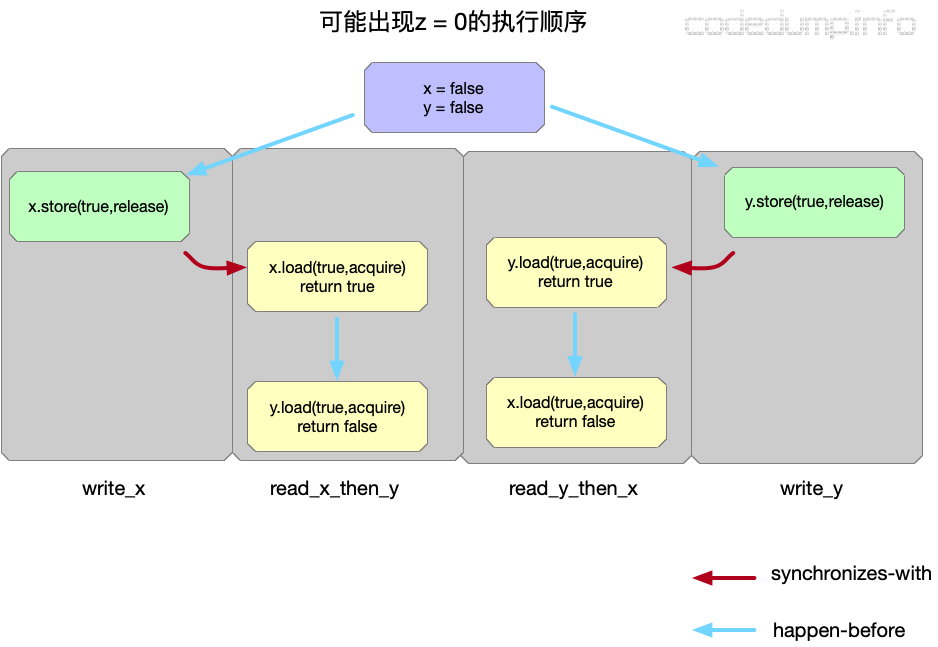 可能出现z = 0的执行顺序
codedump.info
x = false
y = false
x.store(true,release)
y.store(true,release)
x.load(true,acquire)
return true
y.load(true,acquire)
return true
y.load(true,acquire)
return false
x.load(true,acquire)
return false
write_x
read_x_then_y
read_y_then_x
write_y
synchronizes-with
happen-before